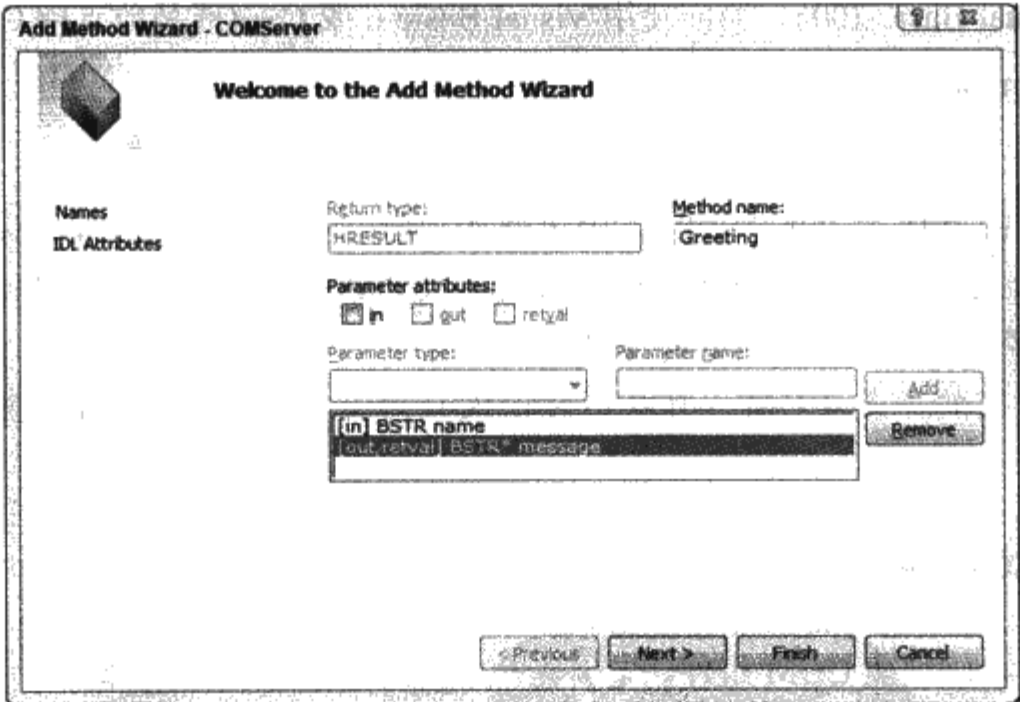 Add Method Wizard - COMServer
Welcome to the Add Method Wizard
Names
IDL Attributes
Return type:
HRESULT
Method name:
Greeting
Parameter attributes:
in out retval
Parameter type:
Parameter name:
Add
[in] BSTR name
[out,retval] BSTR* message
Remove
< Previous Next > Finish Cancel